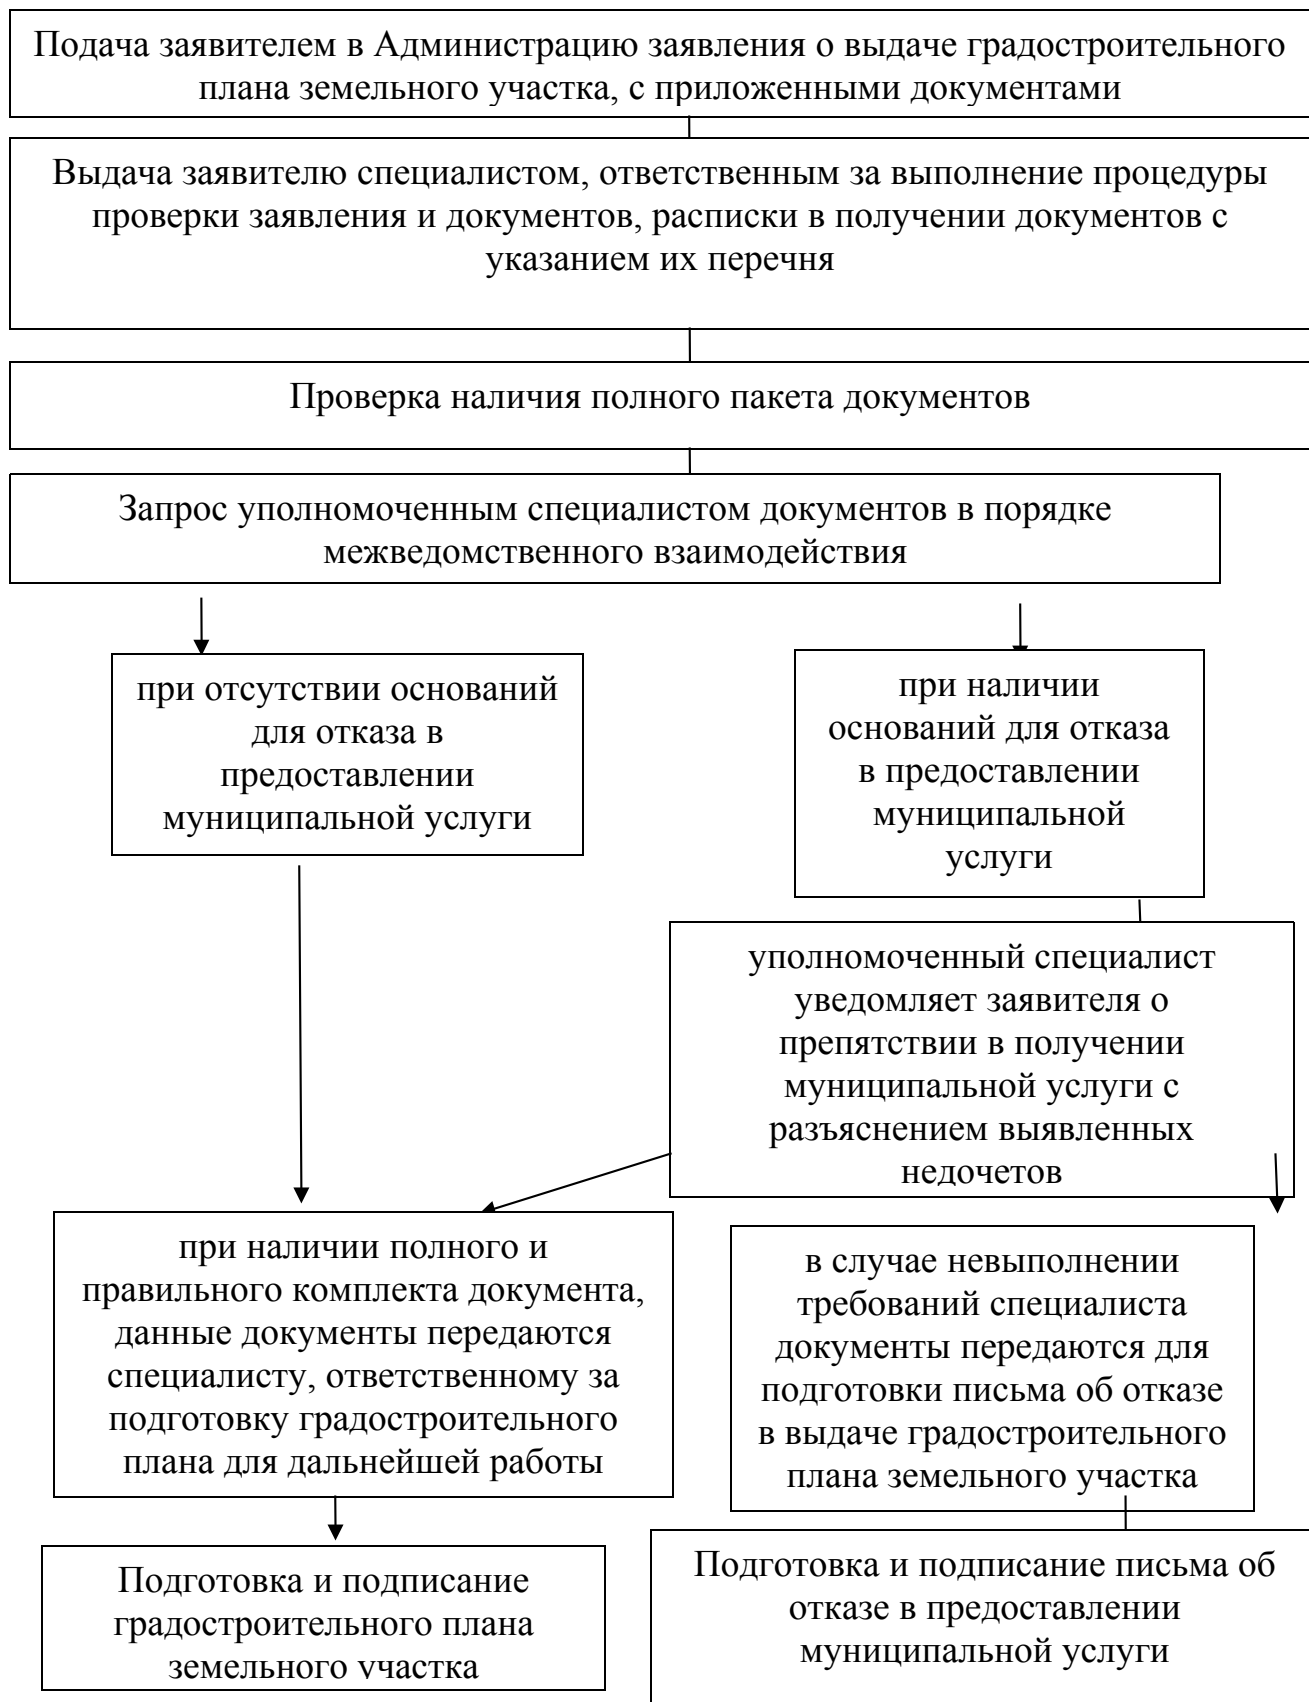 Подача заявителем в Администрацию заявления о выдаче градостроительного
плана земельного участка, с приложенными документами
Выдача заявителю специалистом, ответственным за выполнение процедуры
проверки заявления и документов, расписки в получении документов с
указанием их перечня
Проверка наличия полного пакета документов
Запрос уполномоченным специалистом документов в порядке
межведомственного взаимодействия
при отсутствии оснований
для отказа в
предоставлении
муниципальной услуги
при наличии
оснований для отказа
в предоставлении
муниципальной
услуги
уполномоченный специалист
уведомляет заявителя о
препятствии в получении
муниципальной услуги с
разъяснением выявленных
недочетов
при наличии полного и
правильного комплекта документа,
данные документы передаются
специалисту, ответственному за
подготовку градостроительного
плана для дальнейшей работы
в случае невыполнении
требований специалиста
документы передаются для
подготовки письма об отказе
в выдаче градостроительного
плана земельного участка
Подготовка и подписание
градостроительного плана
земельного участка
Подготовка и подписание письма об
отказе в предоставлении
муниципальной услуги